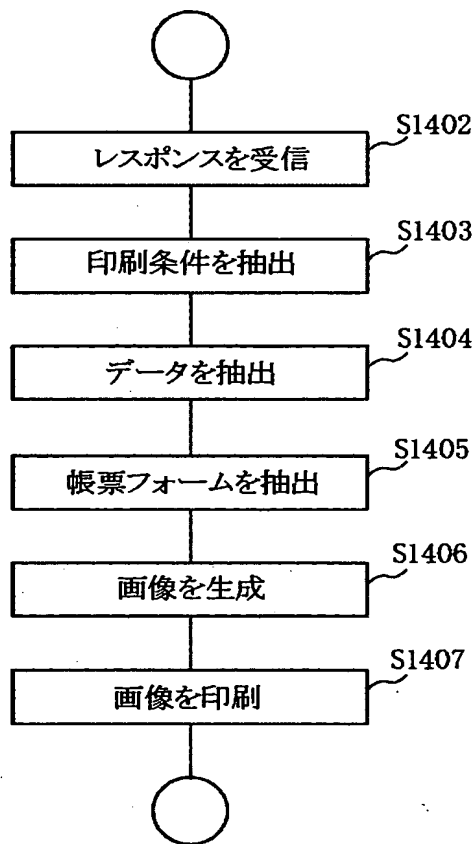 S1402
レスポンスを受信
S1403
印刷条件を抽出
S1404
データを抽出
S1405
帳票フォームを抽出
S1406
画像を生成
S1407
画像を印刷